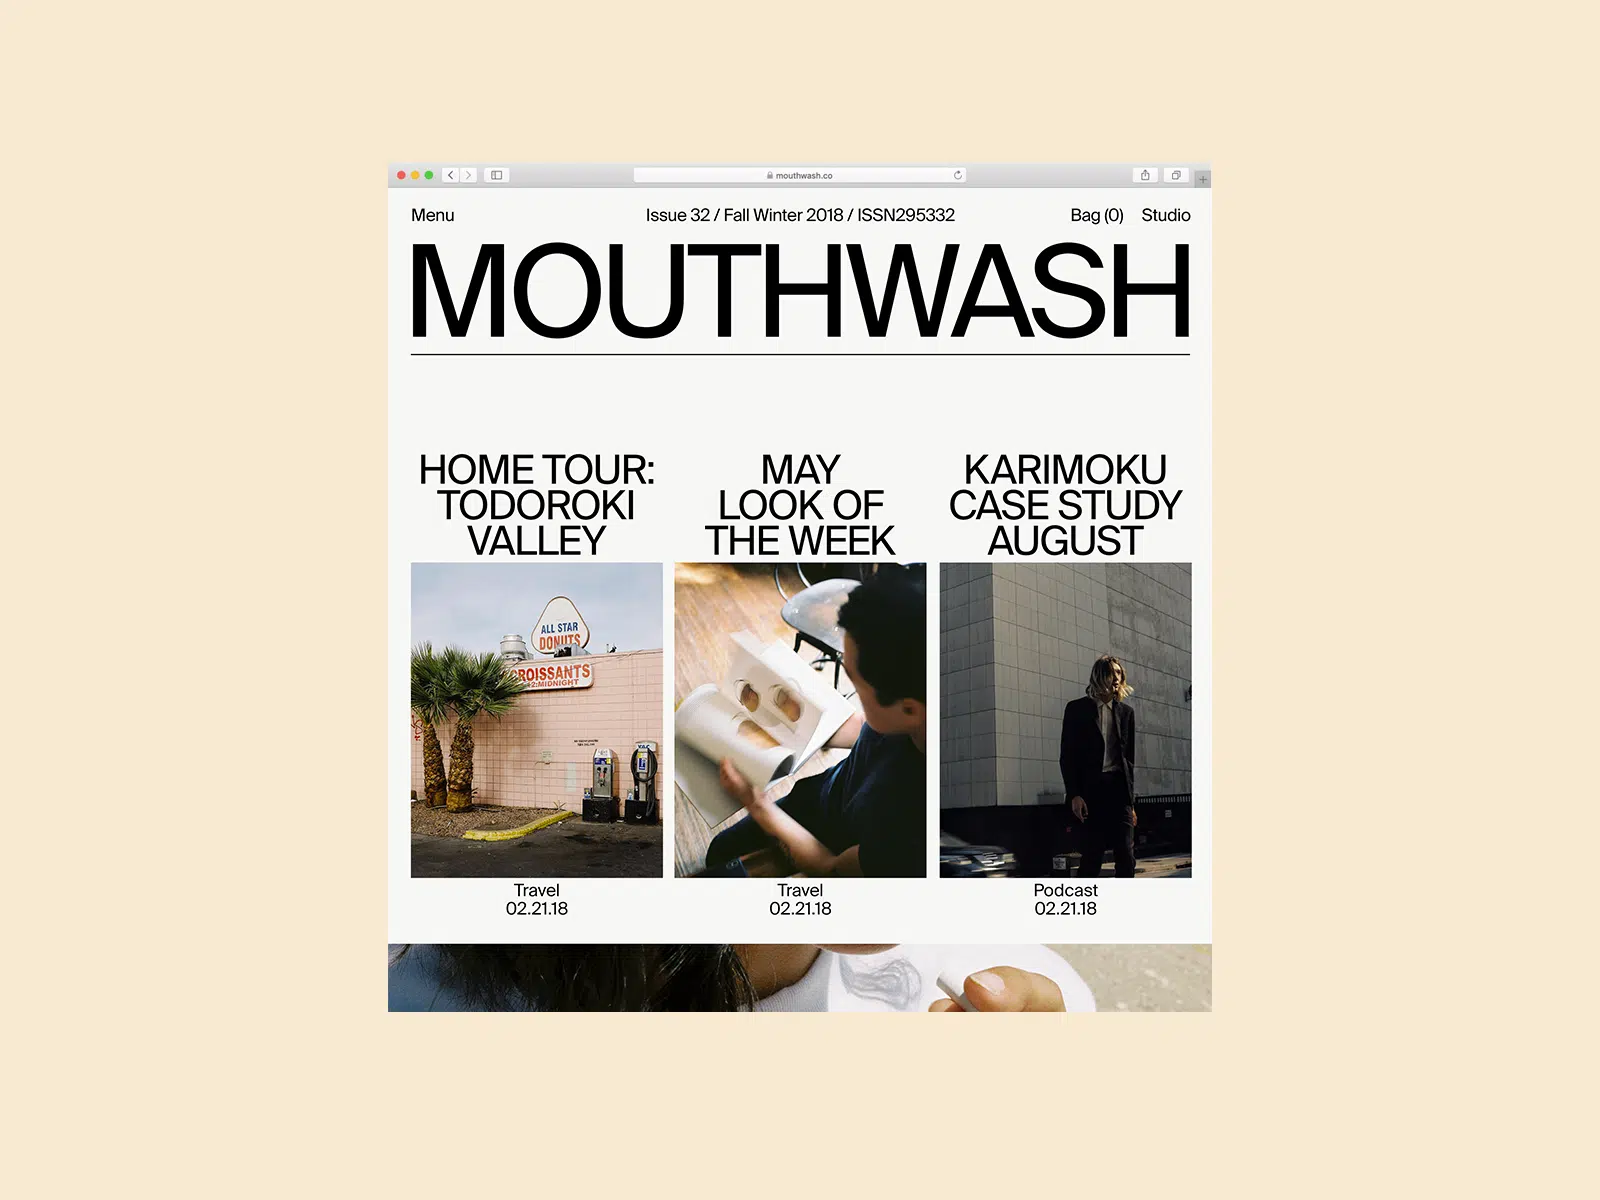 mouthwash.co
Menu
Issue 32 / Fall Winter 2018 / ISSN295332
Bag (0)
Studio
MOUTHWASH
HOME TOUR:
TODOROKI
VALLEY
MAY
LOOK OF
THE WEEK
KARIMOKU
CASE STUDY
AUGUST
ALL STAR
DONUTS
CROISSANTS
12:MIDNIGHT
Travel
02.21.18
Travel
02.21.18
Podcast
02.21.18